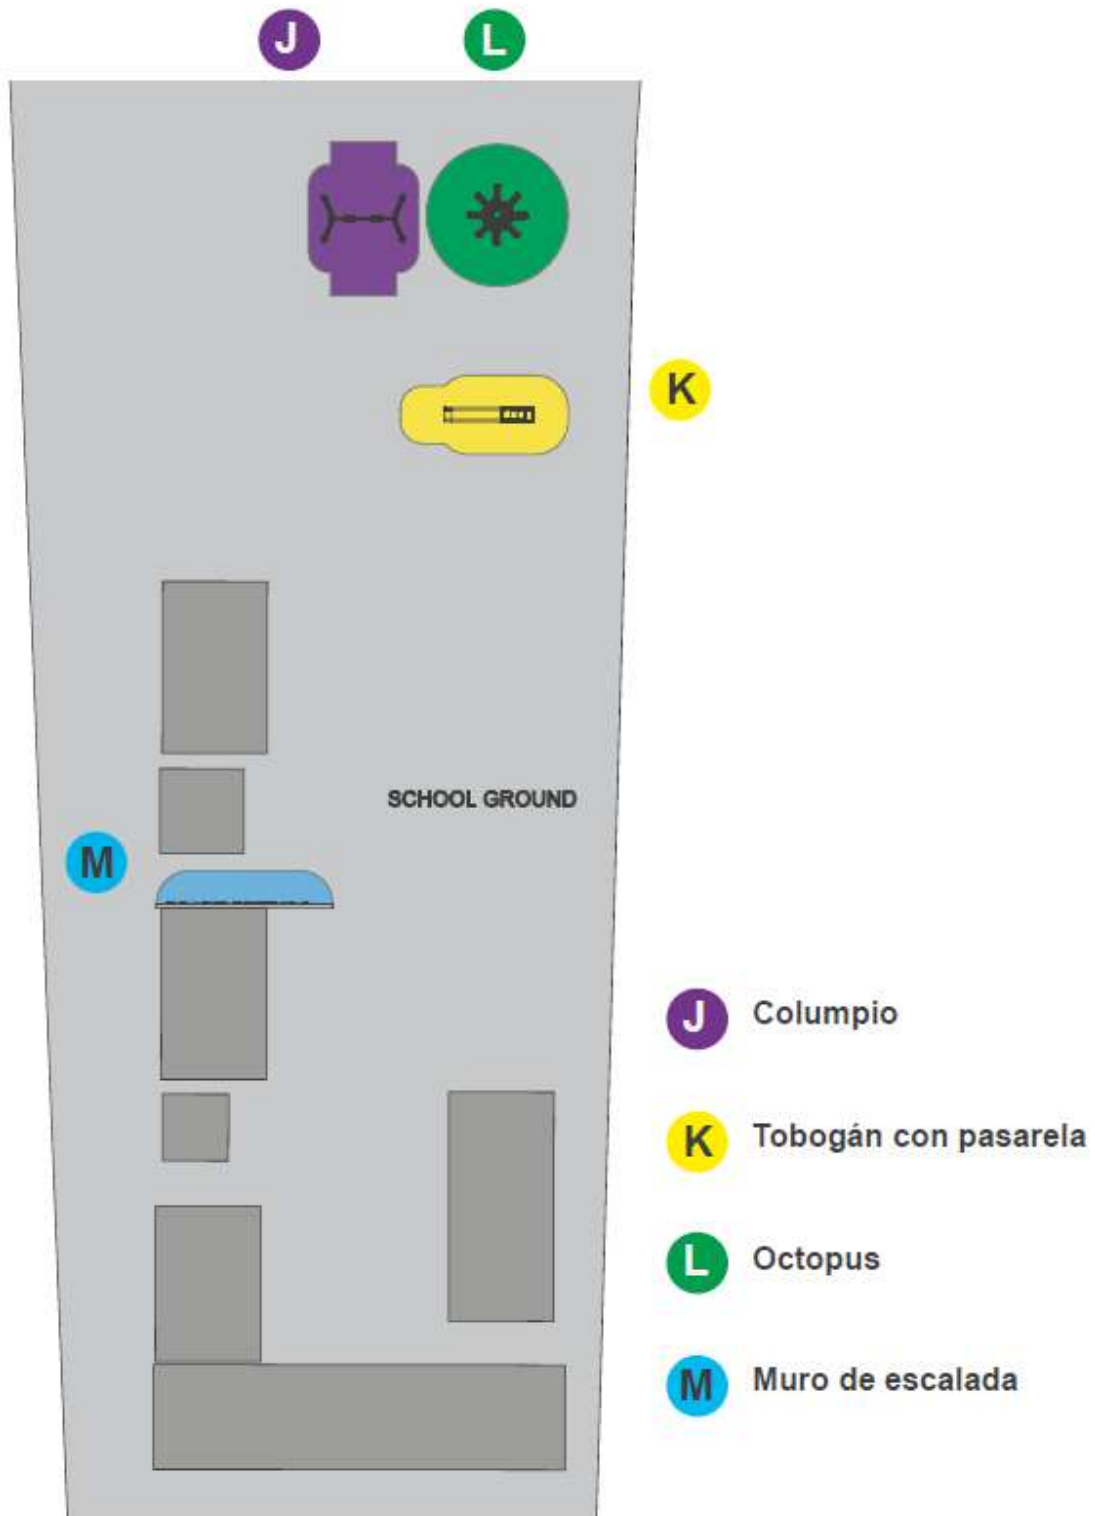 J
L
K
SCHOOL GROUND
M
J Columpio
K Tobogán con pasarela
L Octopus
M Muro de escalada